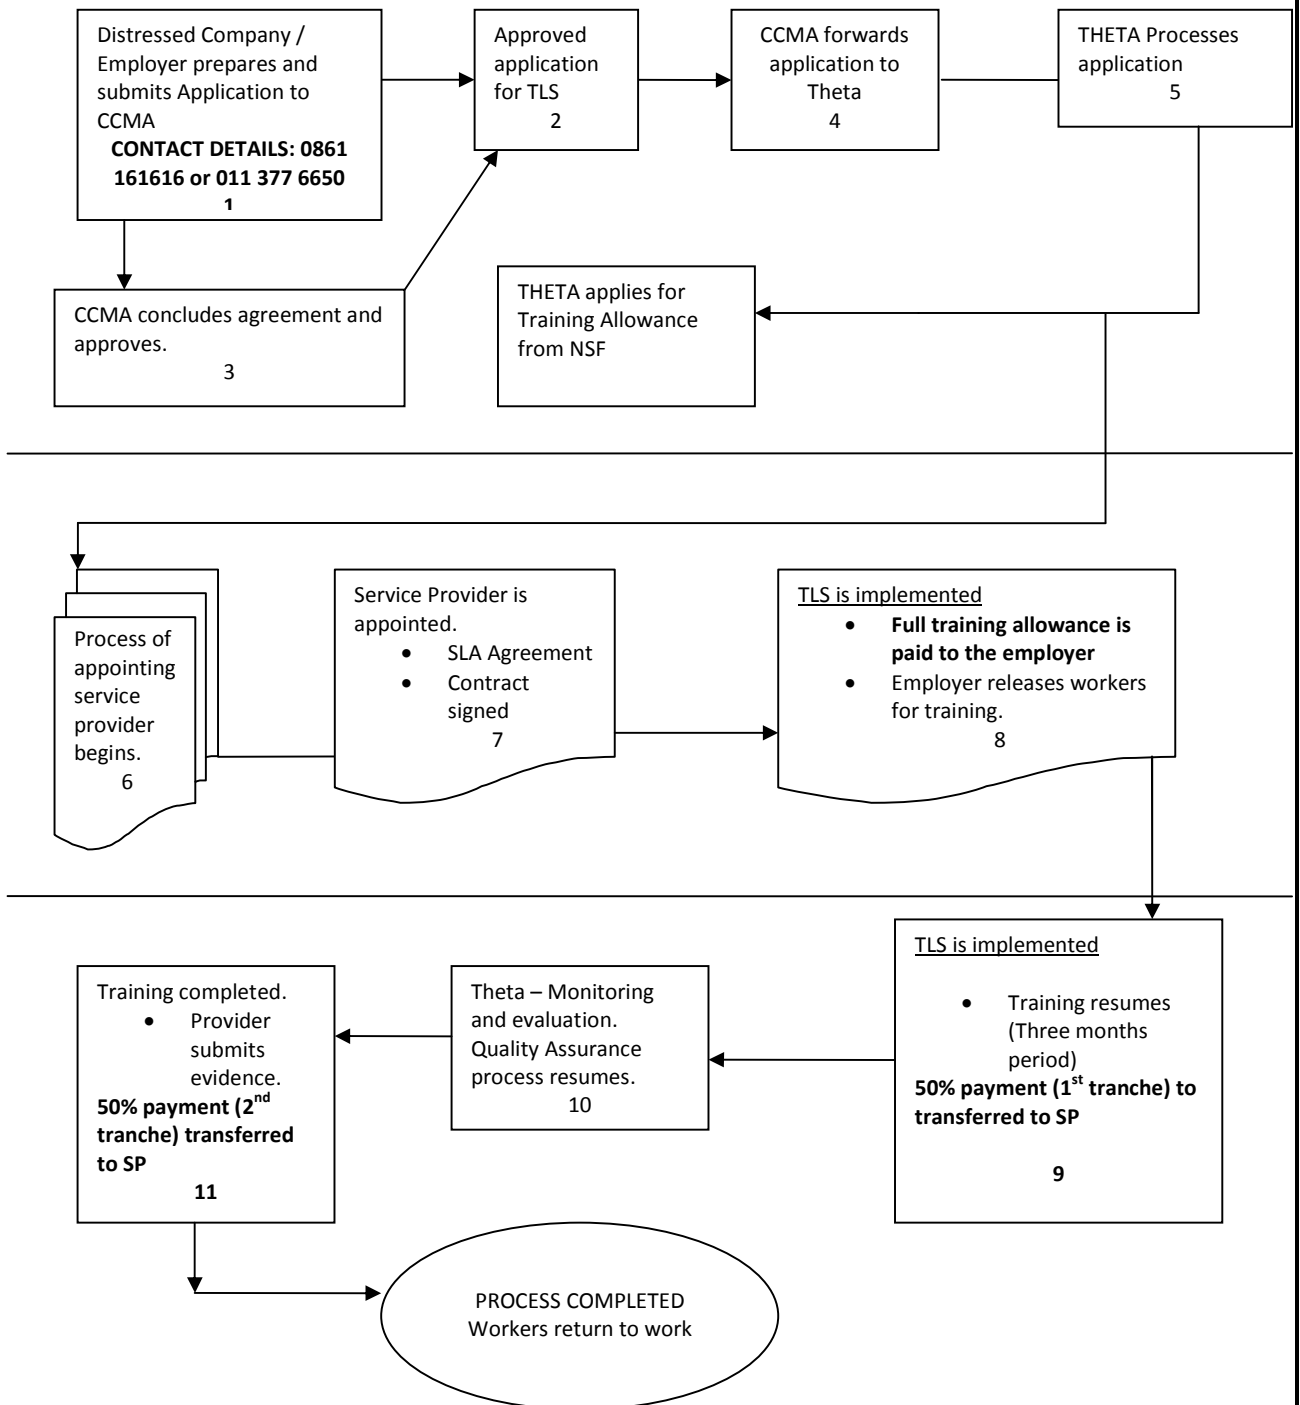 Distressed Company /
Employer prepares and
submits Application to
CCMA
CONTACT DETAILS: 0861
161616 or 011 377 6650
1
Approved
application
for TLS
2
CCMA forwards
application to
Theta
4
THETA Processes
application
5
CCMA concludes agreement and
approves.
3
THETA applies for
Training Allowance
from NSF
Process of
appointing
service
provider
begins.
6
Service Provider is
appointed.
• SLA Agreement
• Contract
signed
7
TLS is implemented
• Full training allowance is
paid to the employer
• Employer releases workers
for training.
8
Training completed.
• Provider
submits
evidence.
50% payment (2nd
tranche) transferred
to SP
11
Theta – Monitoring
and evaluation.
Quality Assurance
process resumes.
10
TLS is implemented
• Training resumes
(Three months
period)
50% payment (1st tranche) to
transferred to SP
9
PROCESS COMPLETED
Workers return to work